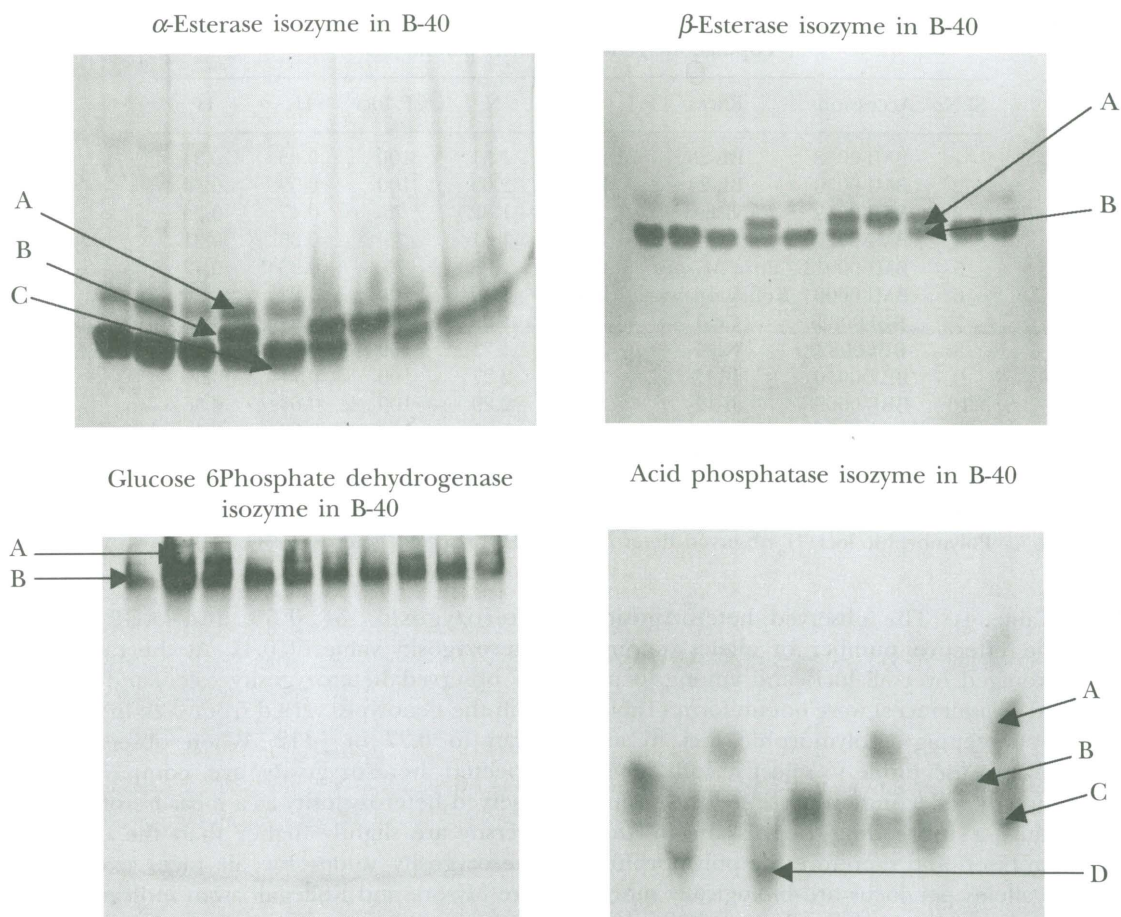 α-Esterase isozyme in B-40
A
B
C
β-Esterase isozyme in B-40
A
B
Glucose 6Phosphate dehydrogenase
isozyme in B-40
A
B
Acid phosphatase isozyme in B-40
A
B
C
D